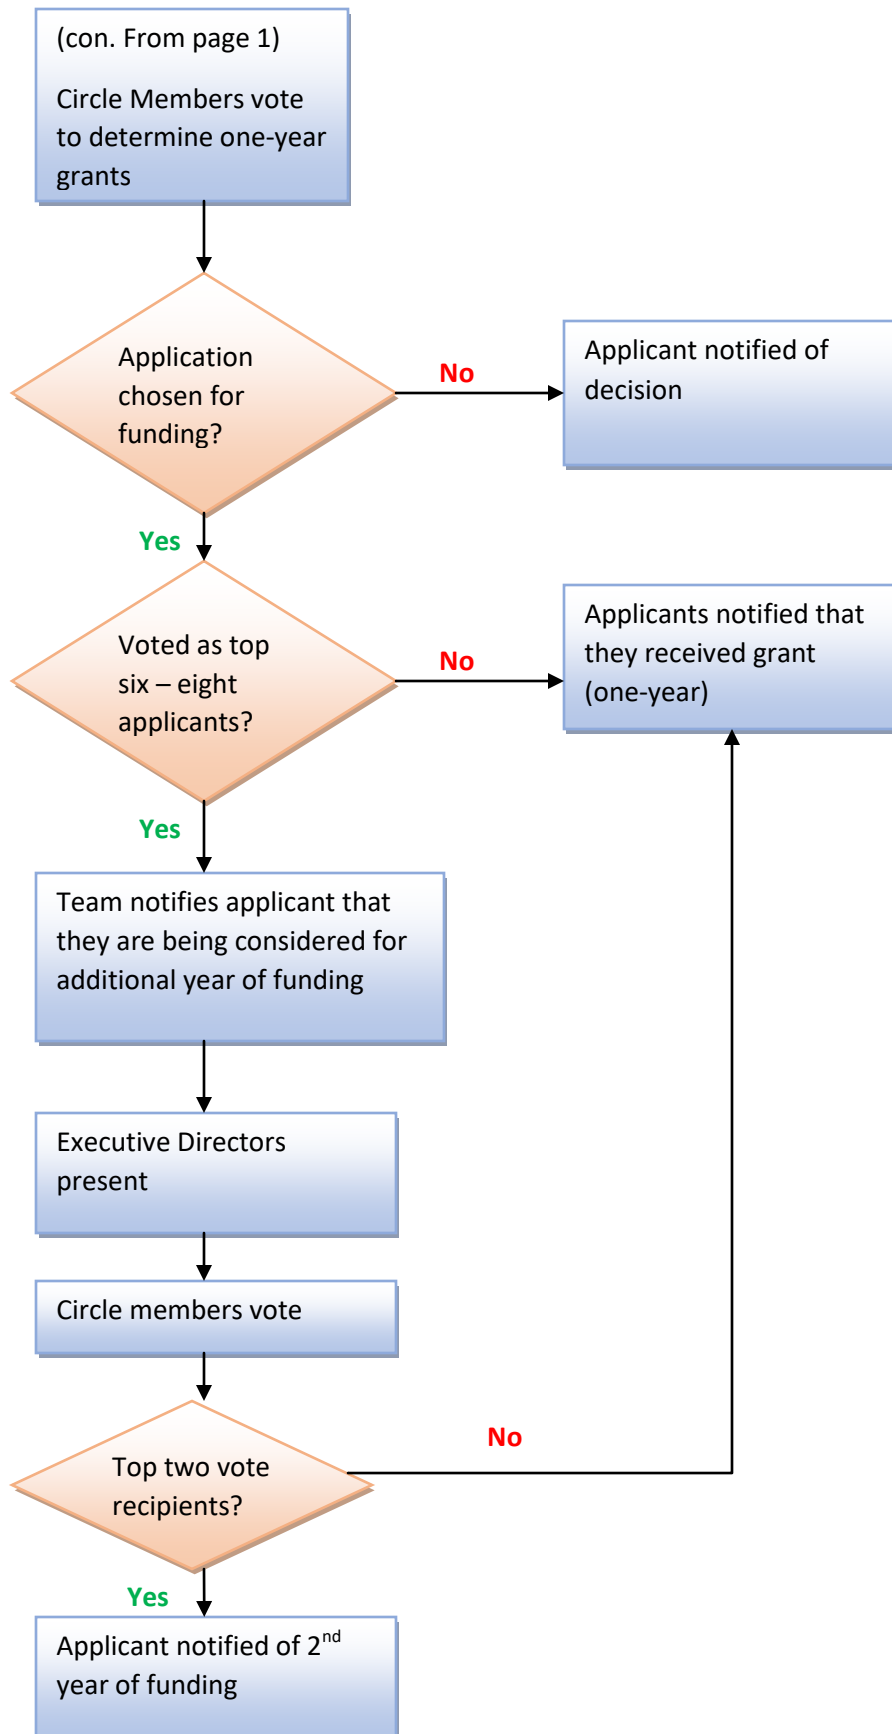 (con. From page 1)
Circle Members vote
to determine one-year
grants
Application
chosen for
funding?
No
Applicant notified of
decision
Yes
Voted as top
six – eight
applicants?
No
Applicants notified that
they received grant
(one-year)
Yes
Team notifies applicant that
they are being considered for
additional year of funding
Executive Directors
present
Circle members vote
Top two vote
recipients?
No
Yes
Applicant notified of 2nd
year of funding